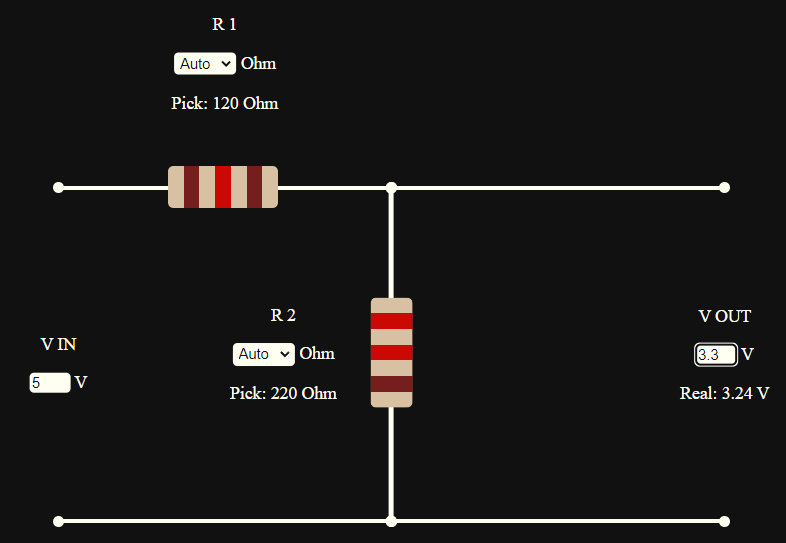 R 1
Auto Ohm
Pick: 120 Ohm
R 2
Auto Ohm
Pick: 220 Ohm
V IN
5 V
V OUT
3.3 V
Real: 3.24 V